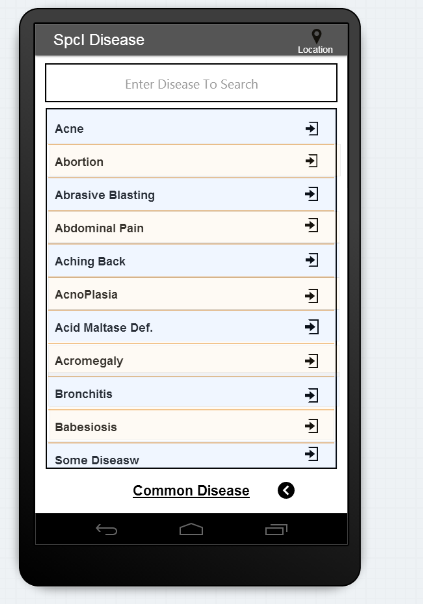 Spcl Disease
Location
Enter Disease To Search
Acne
Abortion
Abrasive Blasting
Abdominal Pain
Aching Back
AcnoPlasia
Acid Maltase Def.
Acromegaly
Bronchitis
Babesiosis
Some Diseasw
Common Disease